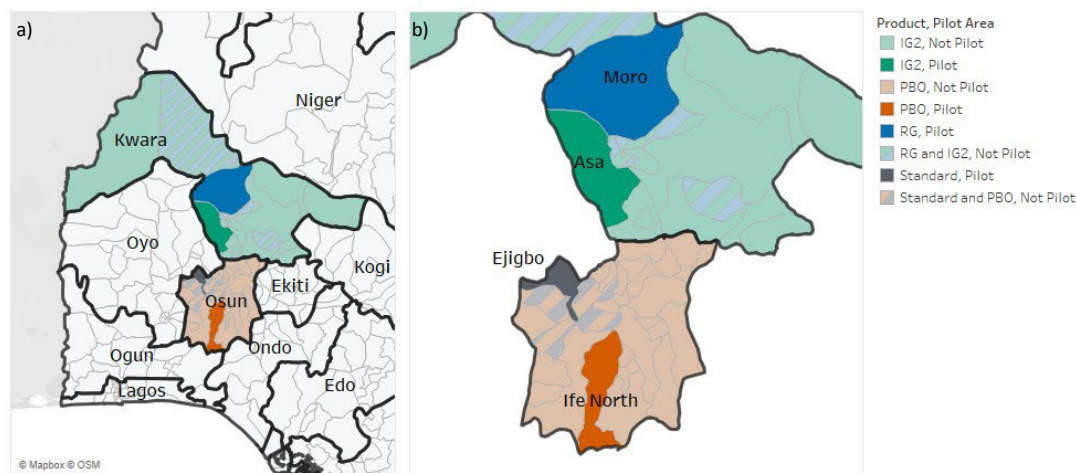 a)
Niger
Kwara
Oyo
Kogi
Osun
Ekiti
Ogun
Ondo
Edo
Lagos
© Mapbox © OSM
b)
Moro
Asa
Ejigbo
Ife North
Product, Pilot Area
IG2, Not Pilot
IG2, Pilot
PBO, Not Pilot
PBO, Pilot
RG, Pilot
RG and IG2, Not Pilot
Standard, Pilot
Standard and PBO, Not Pilot